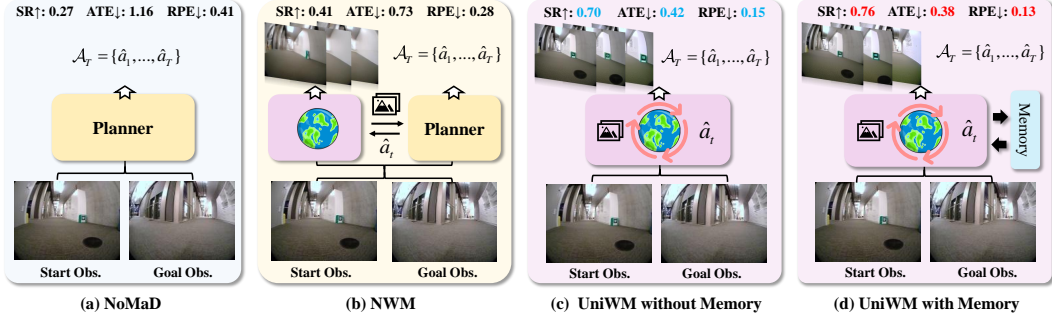 SR↑: 0.27 ATE↓: 1.16 RPE↓: 0.41
𝒜_T = {â_1,...,â_T}
Planner
Start Obs. Goal Obs.
(a) NoMaD
SR↑: 0.41 ATE↓: 0.73 RPE↓: 0.28
𝒜_T = {â_1,...,â_T}
â_t
Planner
Start Obs. Goal Obs.
(b) NWM
SR↑: 0.70 ATE↓: 0.42 RPE↓: 0.15
𝒜_T = {â_1,...,â_T}
â_t
Start Obs. Goal Obs.
(c) UniWM without Memory
SR↑: 0.76 ATE↓: 0.38 RPE↓: 0.13
𝒜_T = {â_1,...,â_T}
â_t
Memory
Start Obs. Goal Obs.
(d) UniWM with Memory